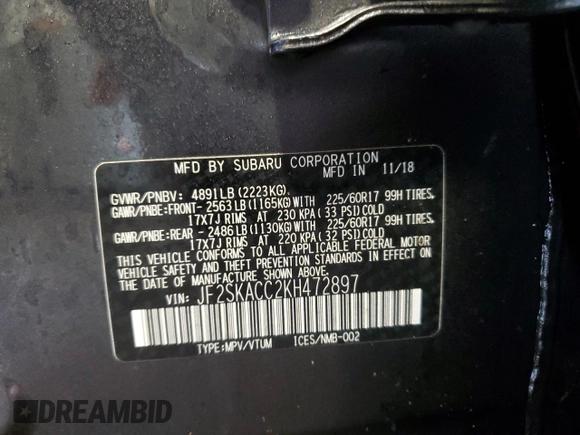 MFD BY SUBARU CORPORATION
MFD IN 11/18
GVWR/PNBV: 4891LB(2223KG).
GAWR/PNBE:FRONT-2563LB(1165KG)WITH 225/60R17 99H TIRES,
17X7J RIMS AT 230 KPA(33 PSI)COLD
GAWR/PNBE:REAR -2486LB(1130KG)WITH 225/60R17 99H TIRES,
17X7J RIMS AT 220 KPA(32 PSI)COLD
THIS VEHICLE CONFORMS TO ALL APPLICABLE FEDERAL MOTOR
VEHICLE SAFETY AND THEFT PREVENTION STANDARDS IN EFFECT ON
THE DATE OF MANUFACTURE SHOWN ABOVE.
VIN: JF2SKACC2KH472897
TYPE:MPV/VTUM ICES/NMB-002
DREAMBID